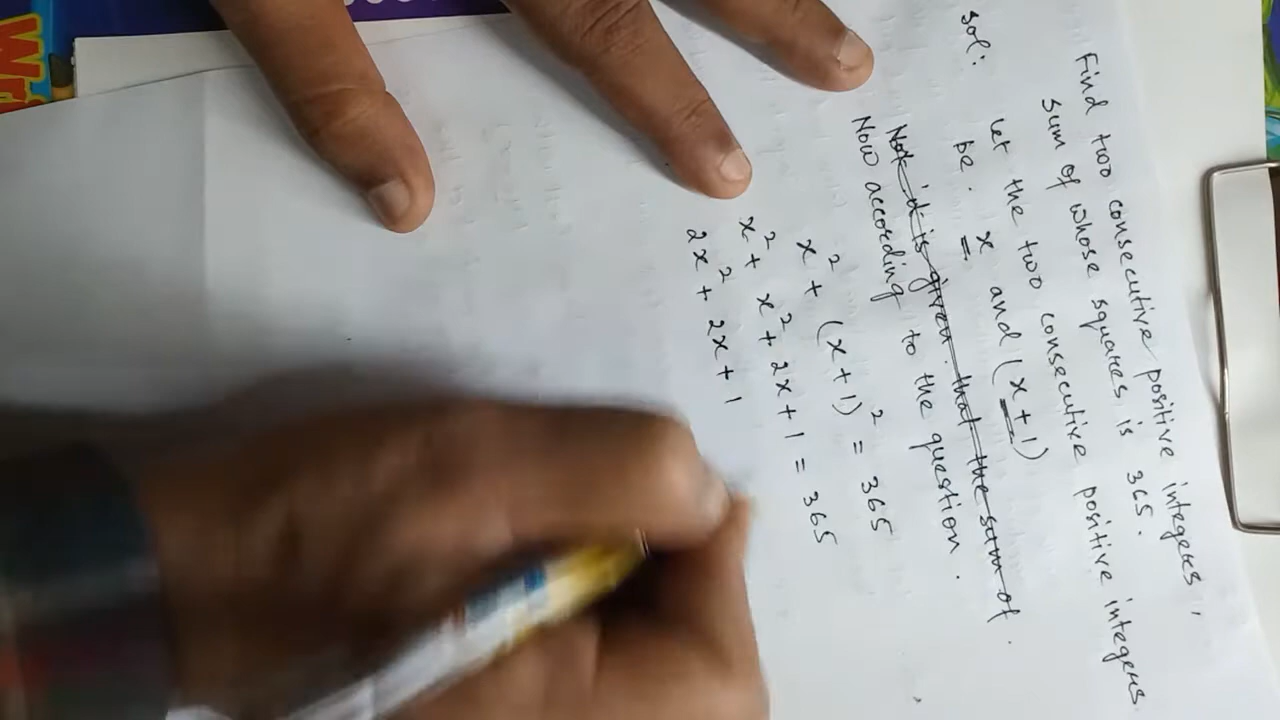 Find two consecutive positive integers,
sum of whose squares is 365.
Sol: Let the two consecutive positive integers
be. x and (x+1)
Now it is given. that the sum of.
Now according to the question.
x² + (x+1)² = 365
x² + x² + 2x + 1 = 365
2x² + 2x + 1